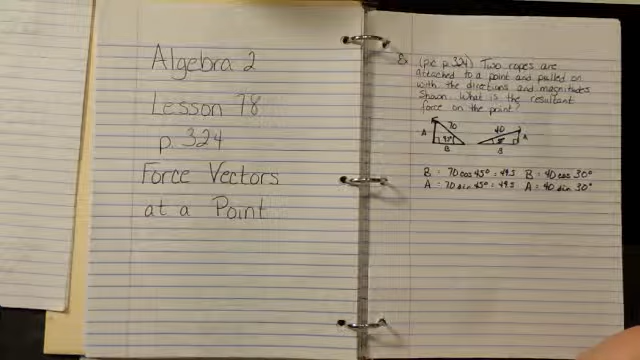 Algebra 2
Lesson 78
p. 324
Force Vectors
at a Point
8. (pic p. 324) Two ropes are
attached to a point and pulled on
with the directions and magnitudes
shown. What is the resultant
force on the point?
70
A
45°
B
40
A
B
B = 70 cos 45° = 49.5 B = 40 cos 30°
A = 70 sin 45° = 49.5 A = 40 sin 30°